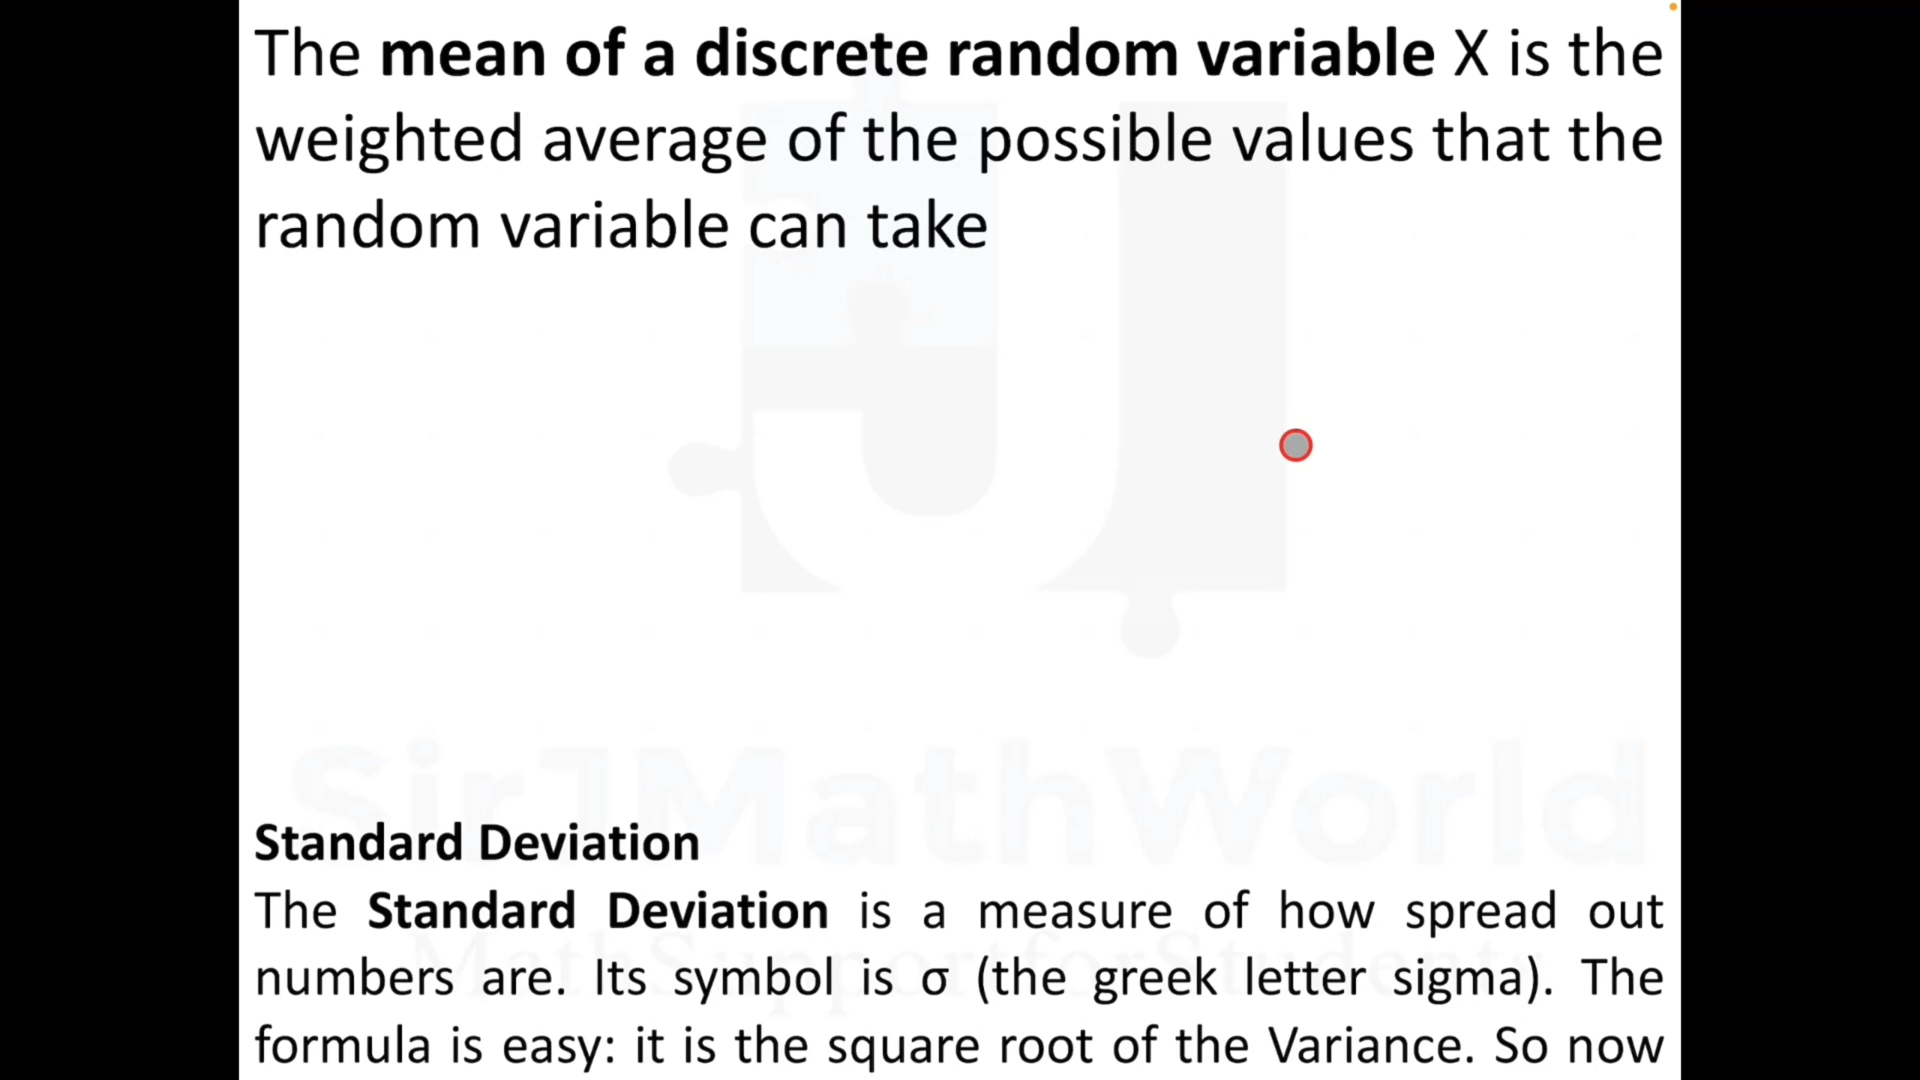 The mean of a discrete random variable X is the
weighted average of the possible values that the
random variable can take
SirJMathWorld
Standard Deviation
The Standard Deviation is a measure of how spread out
MathSupportforStudents
numbers are. Its symbol is σ (the greek letter sigma). The
formula is easy: it is the square root of the Variance. So now